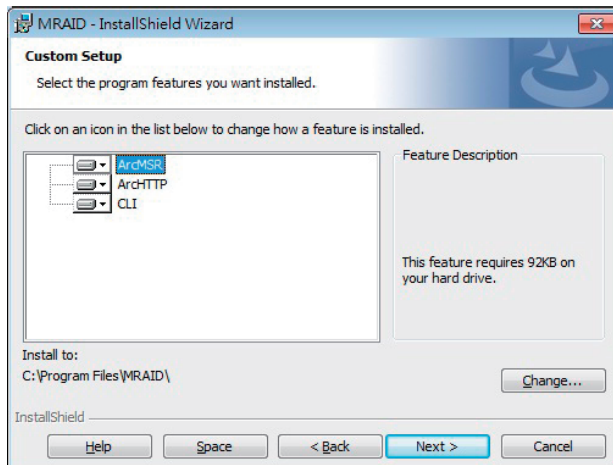 MRAID - InstallShield Wizard
Custom Setup
Select the program features you want installed.
Click on an icon in the list below to change how a feature is installed.
ArcMSR
ArcHTTP
CLI
Feature Description
This feature requires 92KB on
your hard drive.
Install to:
C:\Program Files\MRAID\
Change...
InstallShield
Help
Space
< Back
Next >
Cancel